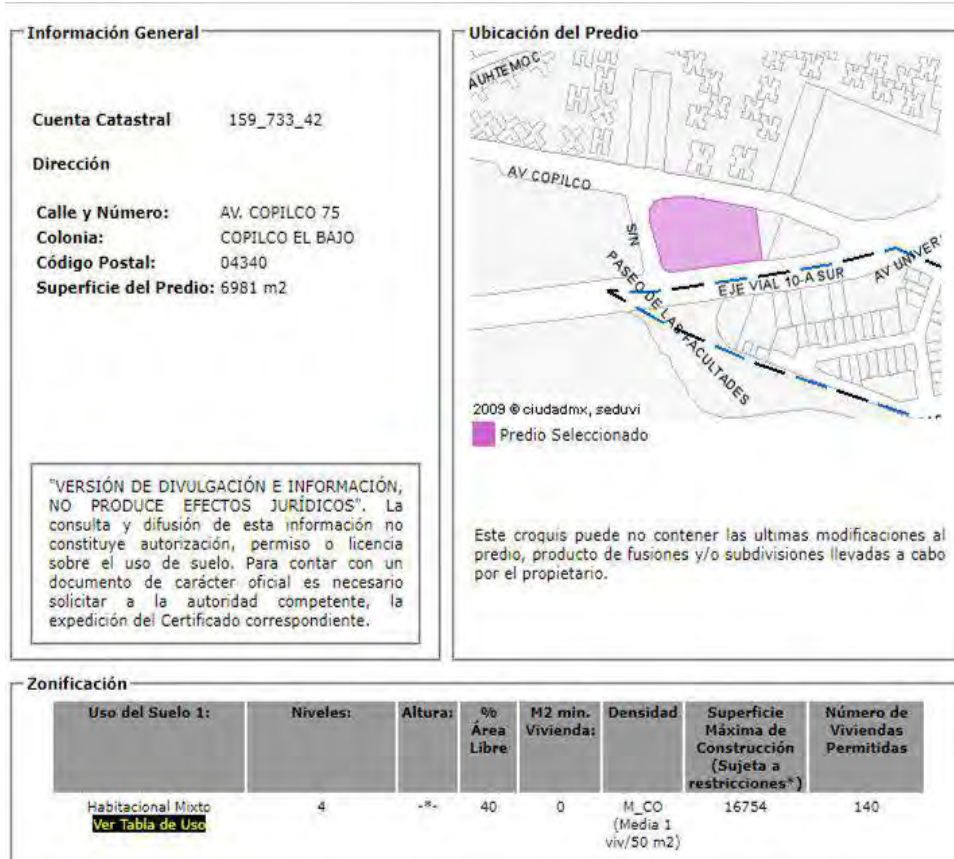 Información General
Cuenta Catastral 159_733_42
Dirección
Calle y Número: AV. COPILCO 75
Colonia: COPILCO EL BAJO
Código Postal: 04340
Superficie del Predio: 6981 m2
"VERSIÓN DE DIVULGACIÓN E INFORMACIÓN,
NO PRODUCE EFECTOS JURÍDICOS". La
consulta y difusión de esta información no
constituye autorización, permiso o licencia
sobre el uso de suelo. Para contar con un
documento de carácter oficial es necesario
solicitar a la autoridad competente, la
expedición del Certificado correspondiente.
Ubicación del Predio
AUHTEMOC
AV COPILCO
S/N
PASEO DE LAS FACULTADES
EJE VIAL 10-A SUR
AV UNIVER
2009 © ciudadmx, seduvi
Predio Seleccionado
Este croquis puede no contener las ultimas modificaciones al
predio, producto de fusiones y/o subdivisiones llevadas a cabo
por el propietario.
Zonificación
Uso del Suelo 1: Niveles: Altura: % Área Libre M2 min. Vivienda: Densidad Superficie Máxima de Construcción (Sujeta a restricciones*) Número de Viviendas Permitidas
Habitacional Mixto 4 -*- 40 0 M_CO 16754 140
Ver Tabla de Uso (Media 1
viv/50 m2)